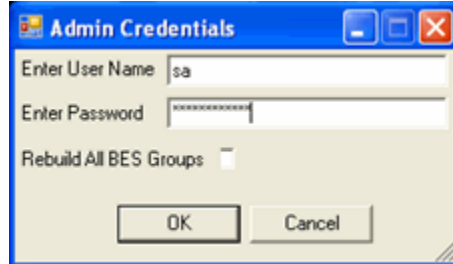 Admin Credentials
Enter User Name sa
Enter Password ************
Rebuild All BES Groups
OK Cancel